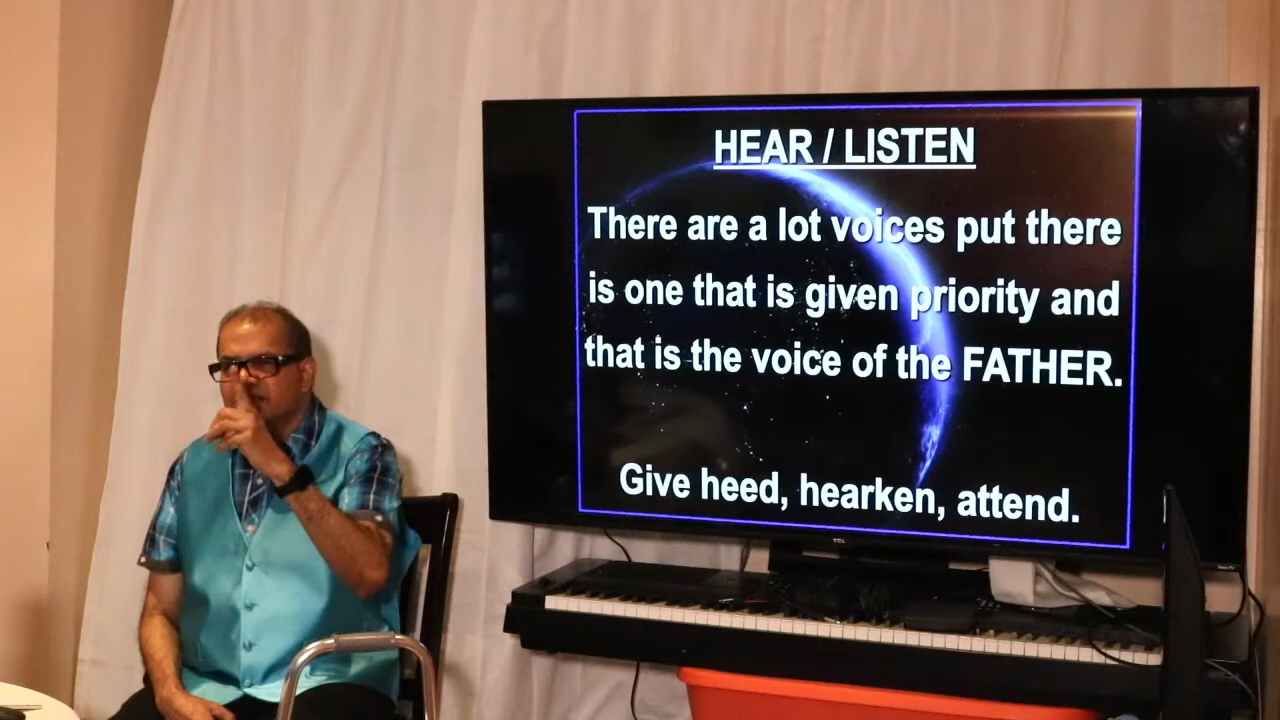 HEAR / LISTEN
There are a lot voices put there
is one that is given priority and
that is the voice of the FATHER.
Give heed, hearken, attend.
TCL